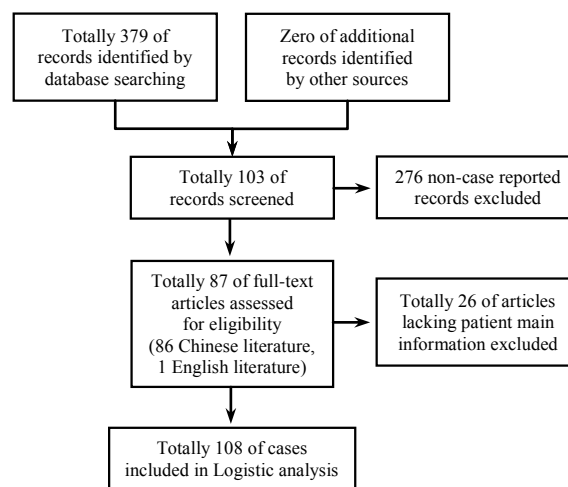 Totally 379 of
records identified by
database searching
Zero of additional
records identified
by other sources
Totally 103 of
records screened
276 non-case reported
records excluded
Totally 87 of full-text
articles assessed
for eligibility
(86 Chinese literature,
1 English literature)
Totally 26 of articles
lacking patient main
information excluded
Totally 108 of cases
included in Logistic analysis